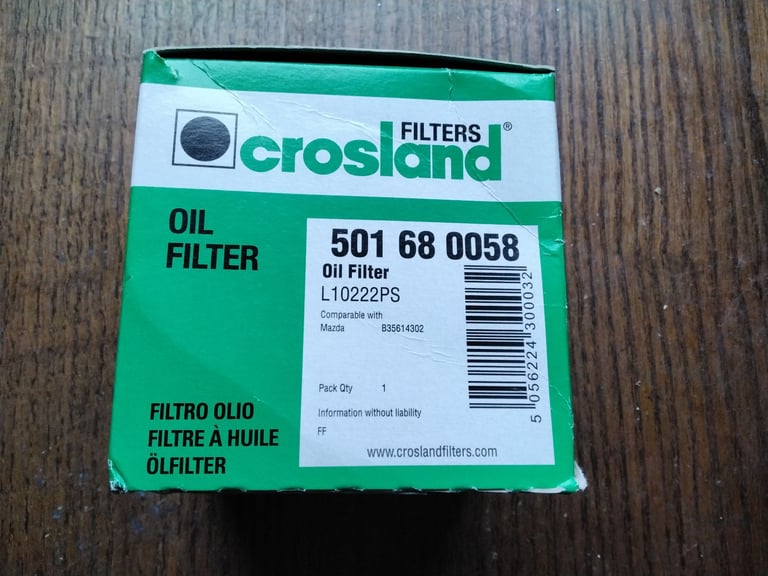 FILTERS®
crosland
OIL
FILTER
501 68 0058
Oil Filter
L10222PS
Comparable with
Mazda B35614302
Pack Qty 1
Information without liability
FF
www.croslandfilters.com
5 056224 300032
FILTRO OLIO
FILTRE À HUILE
ÖLFILTER